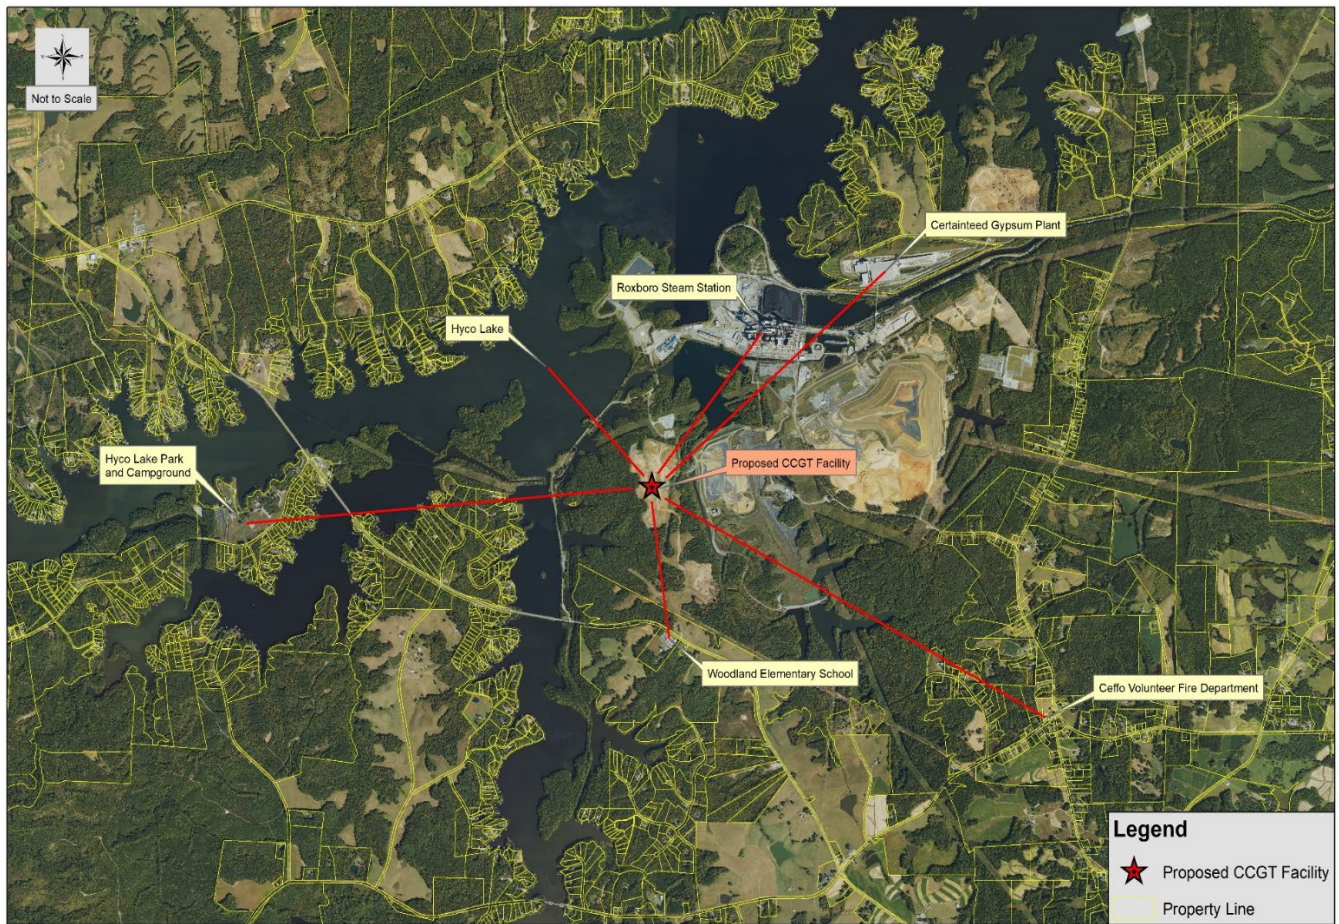 Not to Scale
Certainteed Gypsum Plant
Roxboro Steam Station
Hyco Lake
Hyco Lake Park
and Campground
Proposed CCGT Facility
Woodland Elementary School
Ceffo Volunteer Fire Department
Legend
Proposed CCGT Facility
Property Line